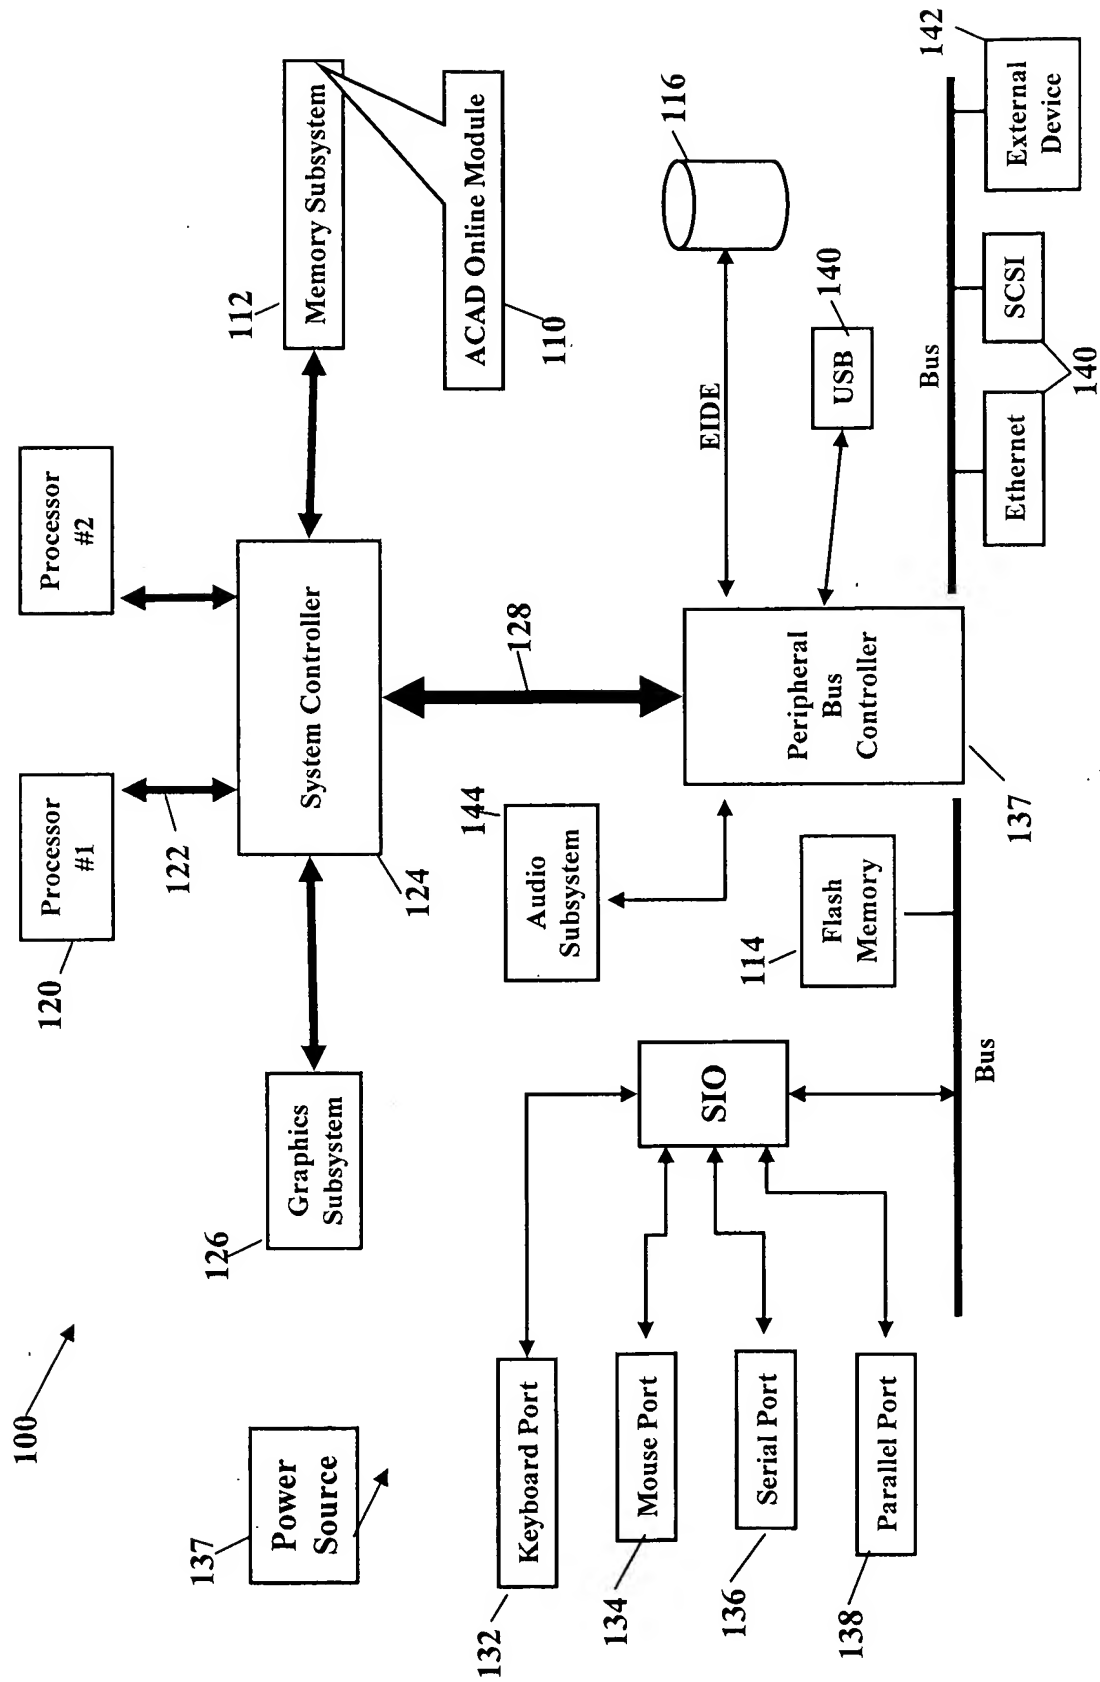 100
137
Power
Source
120
Processor
#1
122
Processor
#2
126
Graphics
Subsystem
124
System Controller
112
Memory Subsystem
ACAD Online Module
110
128
144
Audio
Subsystem
EIDE
116
USB
140
Peripheral
Bus
Controller
137
132
Keyboard Port
134
Mouse Port
136
Serial Port
138
Parallel Port
SIO
114
Flash
Memory
Bus
Bus
Ethernet
SCSI
140
142
External
Device